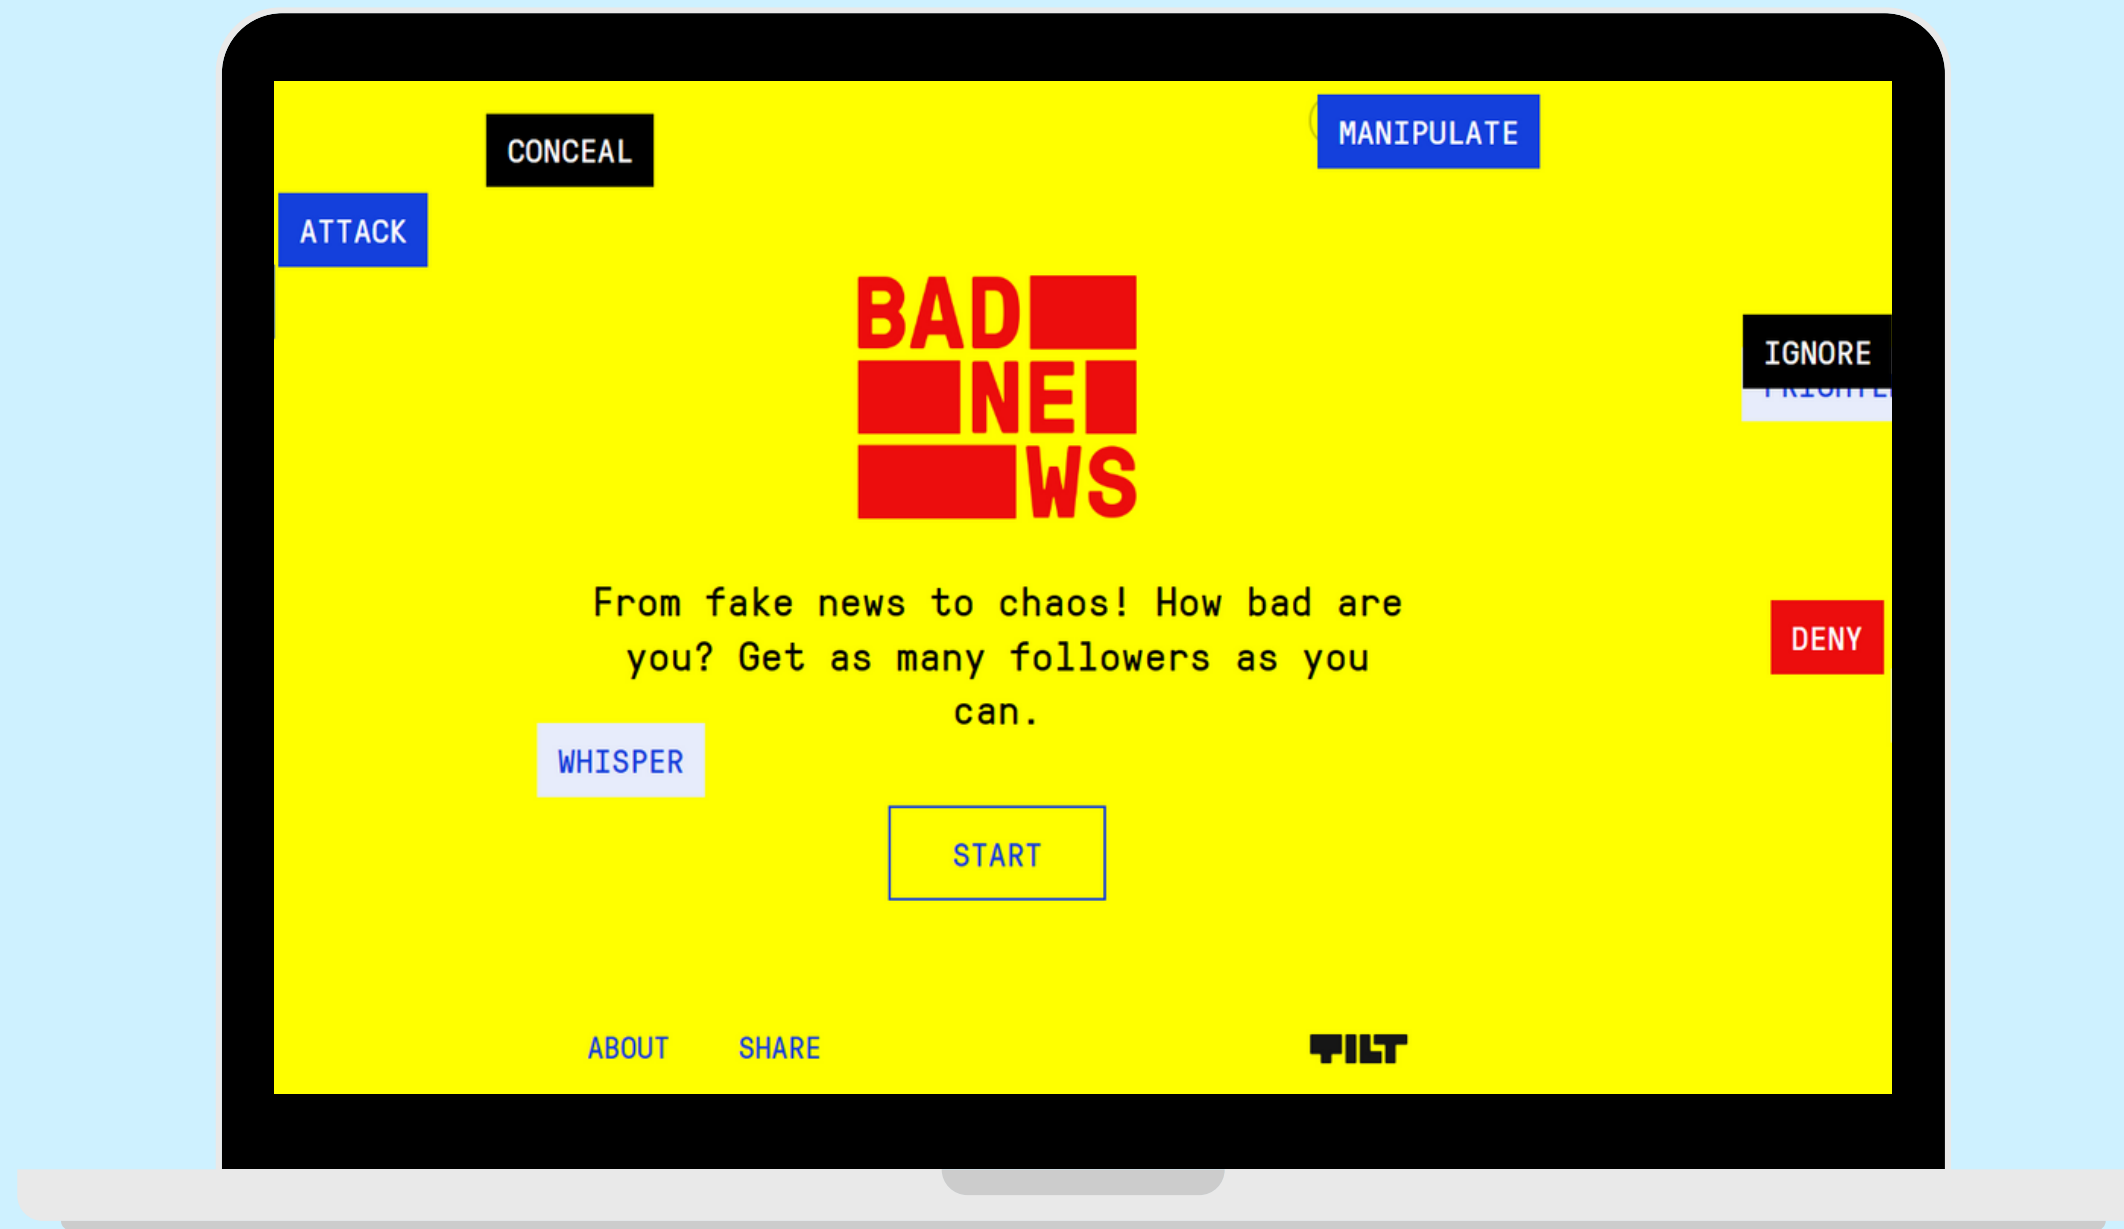 CONCEAL
MANIPULATE
ATTACK
BAD
NE
WS
IGNORE
From fake news to chaos! How bad are
you? Get as many followers as you
can.
DENY
WHISPER
START
ABOUT SHARE
TILT